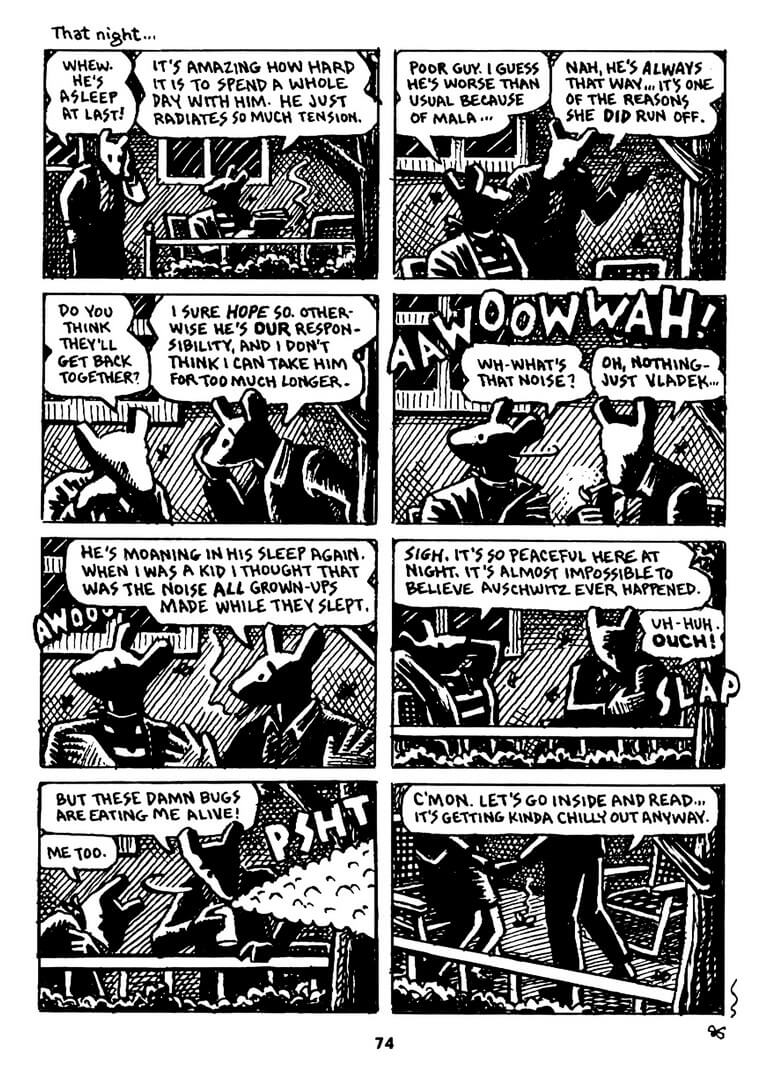 That night...
WHEW.
HE'S
ASLEEP
AT LAST!
IT'S AMAZING HOW HARD
IT IS TO SPEND A WHOLE
DAY WITH HIM. HE JUST
RADIATES SO MUCH TENSION.
POOR GUY. I GUESS
HE'S WORSE THAN
USUAL BECAUSE
OF MALA...
NAH, HE'S ALWAYS
THAT WAY... IT'S ONE
OF THE REASONS
SHE DID RUN OFF.
DO YOU
THINK
THEY'LL
GET BACK
TOGETHER?
I SURE HOPE SO. OTHER-
WISE HE'S OUR RESPON-
SIBILITY, AND I DON'T
THINK I CAN TAKE HIM
FOR TOO MUCH LONGER.
AAWOOWWAH!
WH-WHAT'S
THAT NOISE?
OH, NOTHING-
JUST VLADEK...
HE'S MOANING IN HIS SLEEP AGAIN.
WHEN I WAS A KID I THOUGHT THAT
WAS THE NOISE ALL GROWN-UPS
MADE WHILE THEY SLEPT.
AWOOU
SIGH. IT'S SO PEACEFUL HERE AT
NIGHT. IT'S ALMOST IMPOSSIBLE TO
BELIEVE AUSCHWITZ EVER HAPPENED.
UH-HUH.
OUCH!
SLAP
BUT THESE DAMN BUGS
ARE EATING ME ALIVE!
PSHT
ME TOO.
C'MON. LET'S GO INSIDE AND READ...
IT'S GETTING KINDA CHILLY OUT ANYWAY.
74